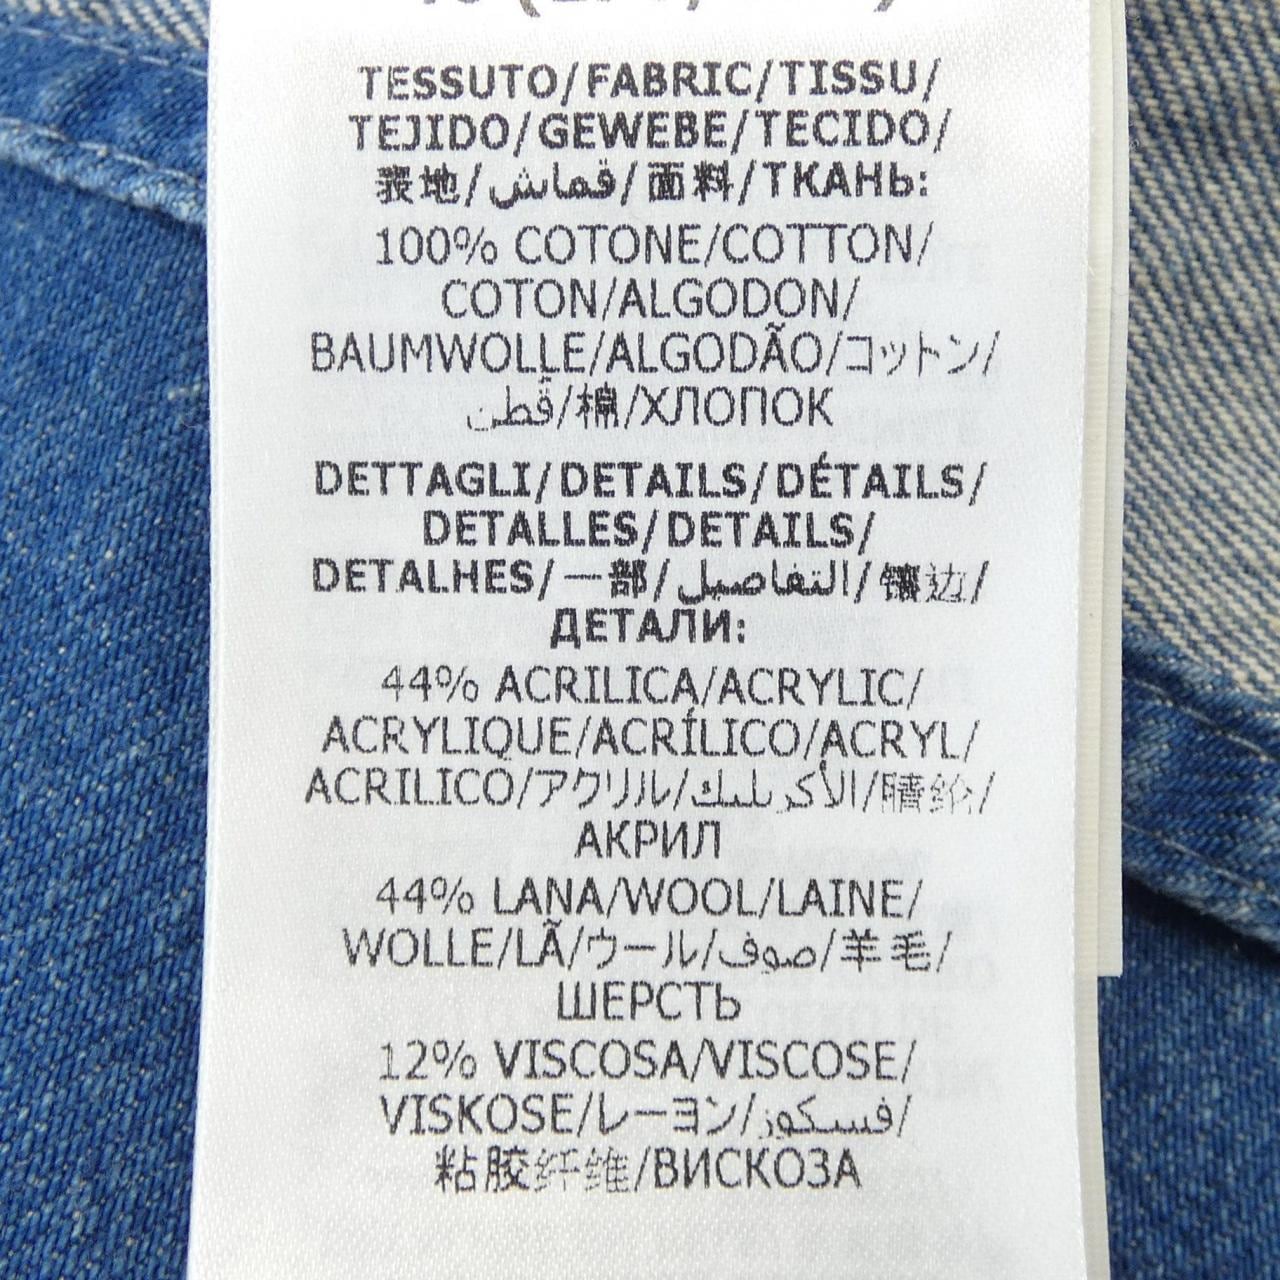 TESSUTO/FABRIC/TISSU/
TEJIDO/GEWEBE/TECIDO/
表地/قماش/面料/ТКАНЬ:
100% COTONE/COTTON/
COTON/ALGODON/
BAUMWOLLE/ALGODÃO/コットン/
قُطن/棉/ХЛОПОК
DETTAGLI/DETAILS/DÉTAILS/
DETALLES/DETAILS/
DETALHES/一部/التفاصيل/镶边/
ДЕТАЛИ:
44% ACRILICA/ACRYLIC/
ACRYLIQUE/ACRÍLICO/ACRYL/
ACRILICO/アクリル/الأكريليك/腈纶/
АКРИЛ
44% LANA/WOOL/LAINE/
WOLLE/LÃ/ウール/صوف/羊毛/
ШЕРСТЬ
12% VISCOSA/VISCOSE/
VISKOSE/レーヨン/فسكوز/
粘胶纤维/ВИСКОЗА